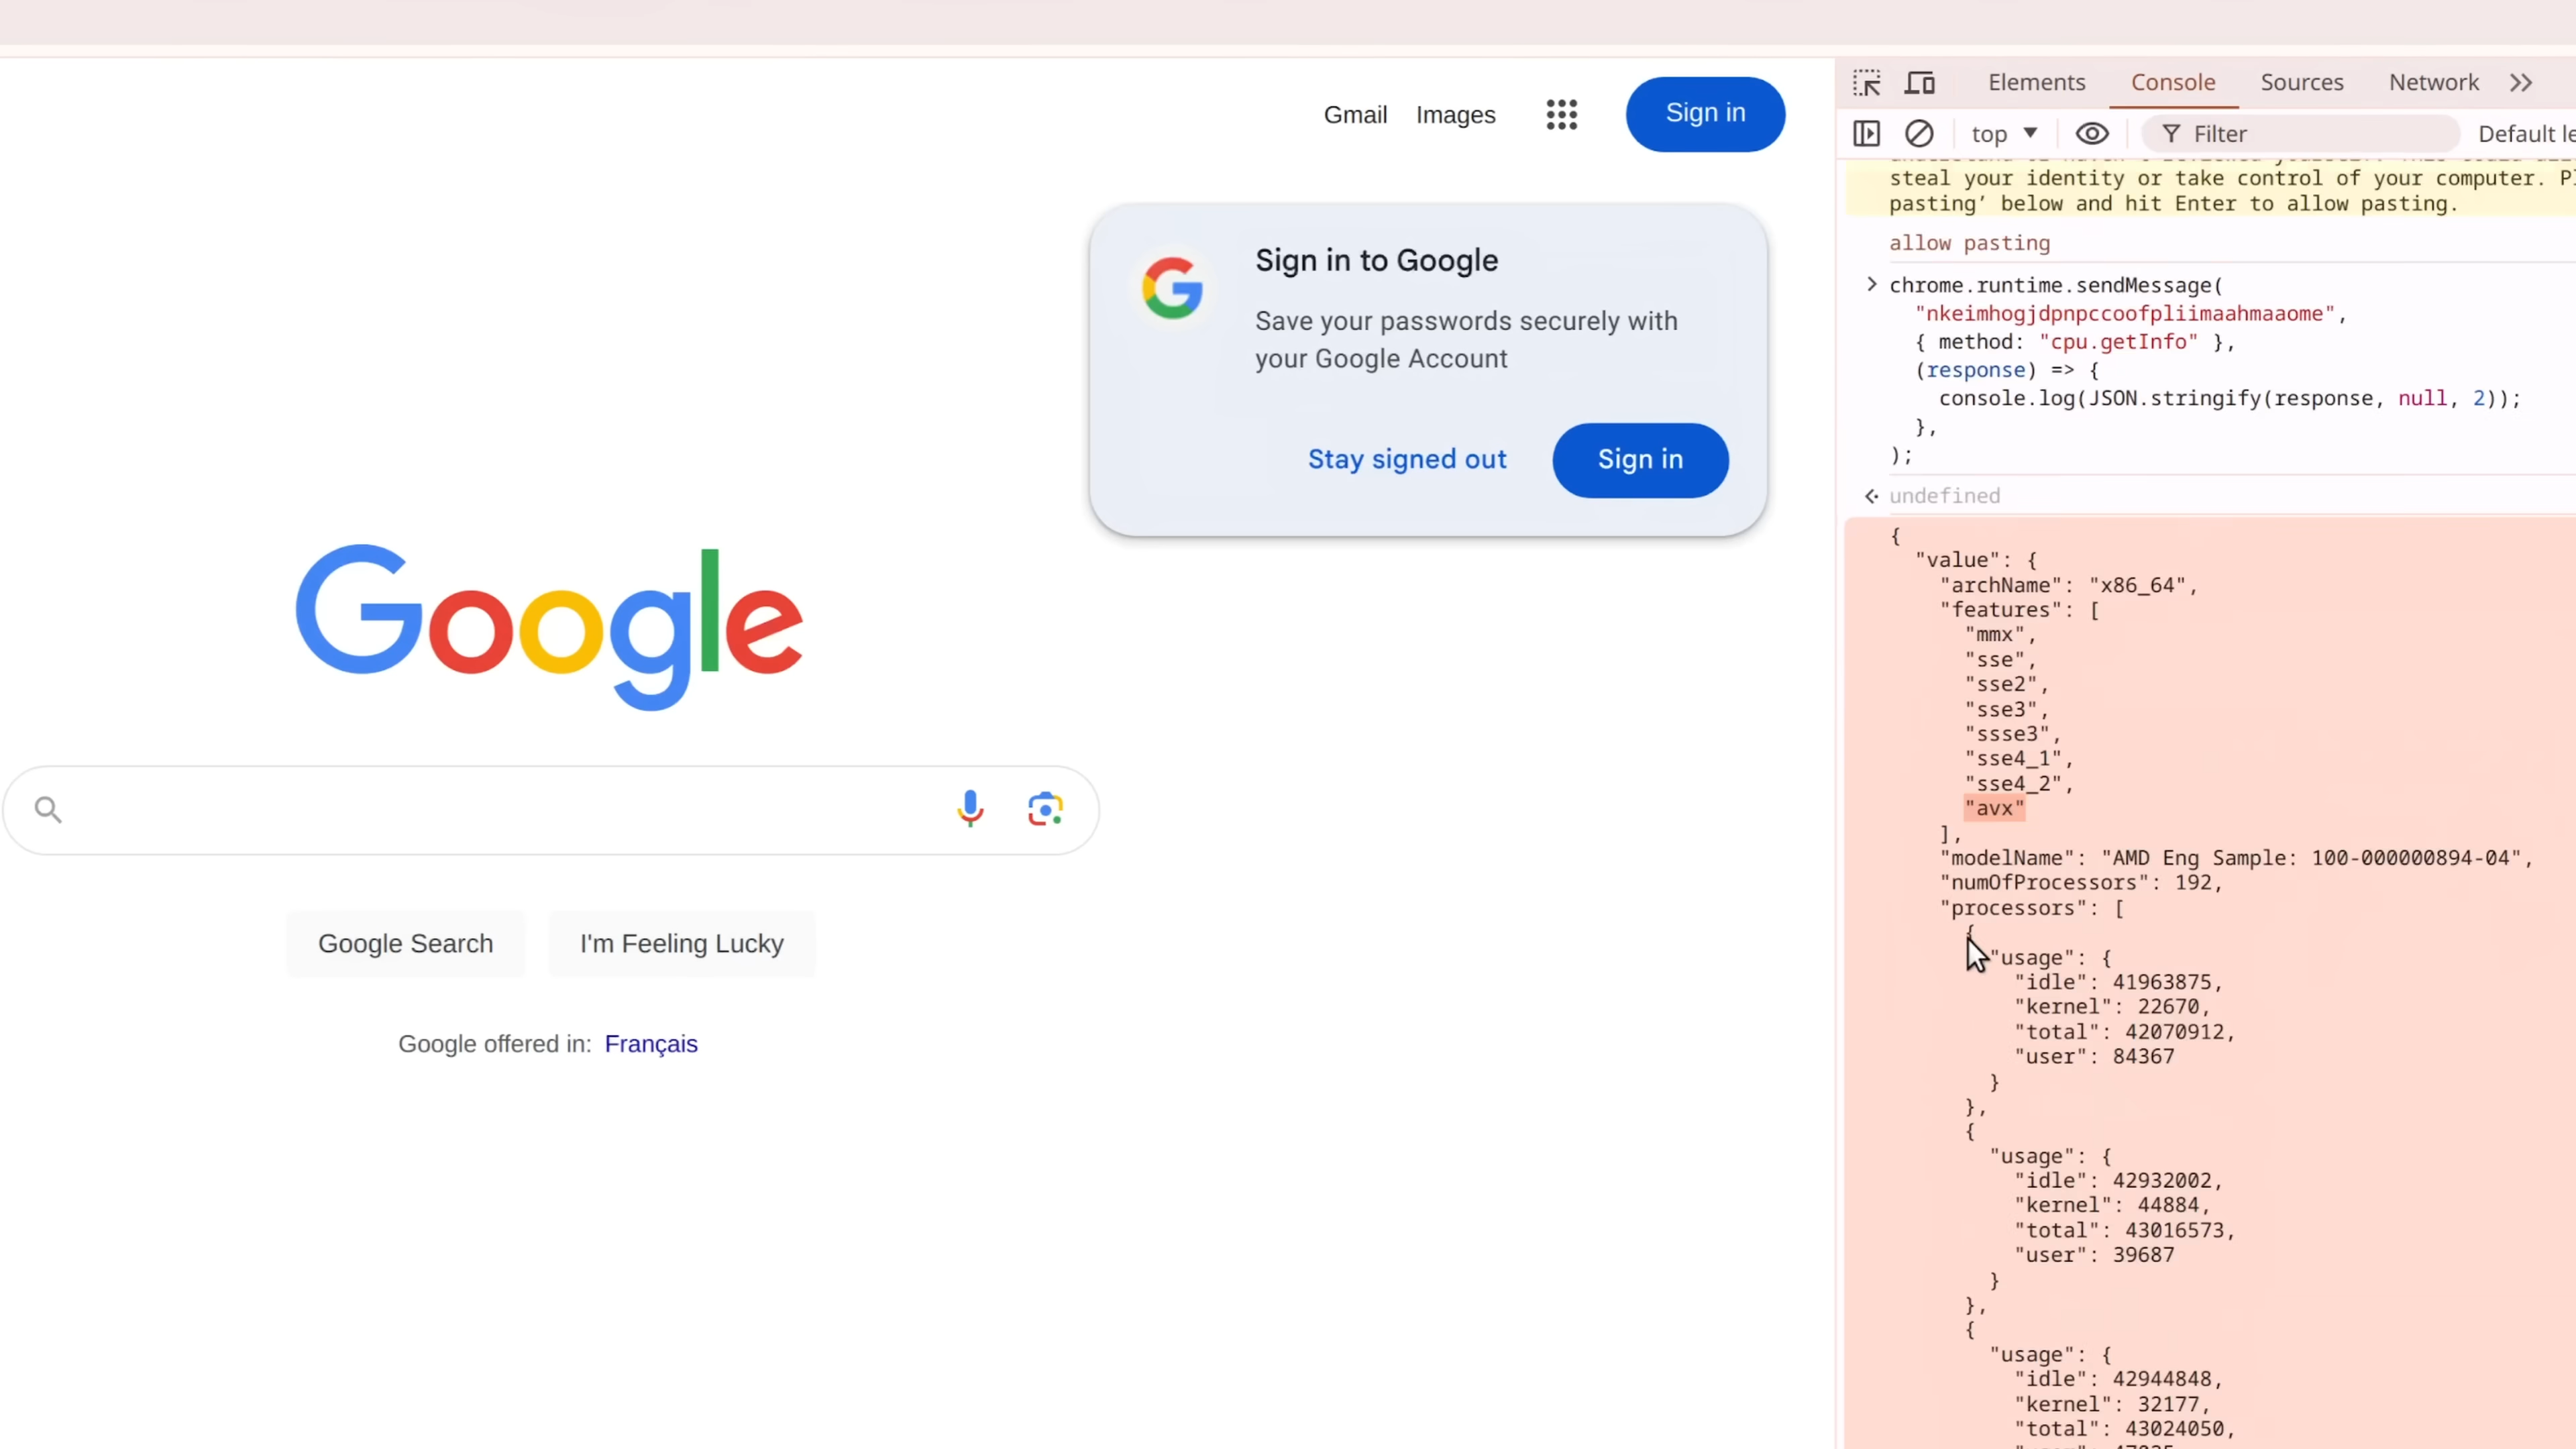 Gmail Images Sign in
Sign in to Google
Save your passwords securely with
your Google Account
Stay signed out Sign in
Google
Google Search I'm Feeling Lucky
Google offered in: Français
Elements Console Sources Network
top Filter Default
steal your identity or take control of your computer.
pasting’ below and hit Enter to allow pasting.
allow pasting
chrome.runtime.sendMessage(
"nkeimhogjdpnpccoofpliimaahmaaome",
{ method: "cpu.getInfo" },
(response) => {
console.log(JSON.stringify(response, null, 2));
},
);
undefined
{
"value": {
"archName": "x86_64",
"features": [
"mmx",
"sse",
"sse2",
"sse3",
"ssse3",
"sse4_1",
"sse4_2",
"avx"
],
"modelName": "AMD Eng Sample: 100-000000894-04",
"numOfProcessors": 192,
"processors": [
{
"usage": {
"idle": 41963875,
"kernel": 22670,
"total": 42070912,
"user": 84367
}
},
{
"usage": {
"idle": 42932002,
"kernel": 44884,
"total": 43016573,
"user": 39687
}
},
{
"usage": {
"idle": 42944848,
"kernel": 32177,
"total": 43024050,